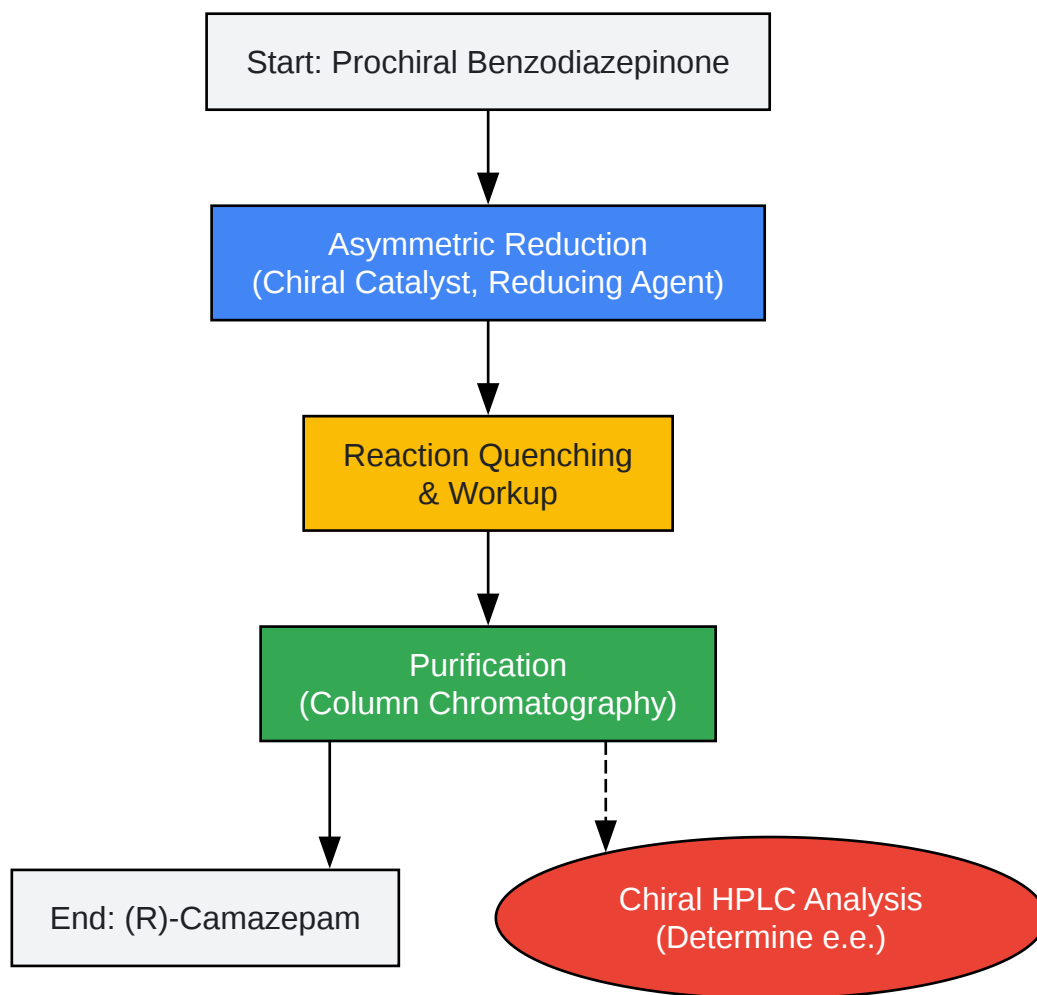 Start: Prochiral Benzodiazepinone
Asymmetric Reduction
(Chiral Catalyst, Reducing Agent)
Reaction Quenching
& Workup
Purification
(Column Chromatography)
End: (R)-Camazepam
Chiral HPLC Analysis
(Determine e.e.)